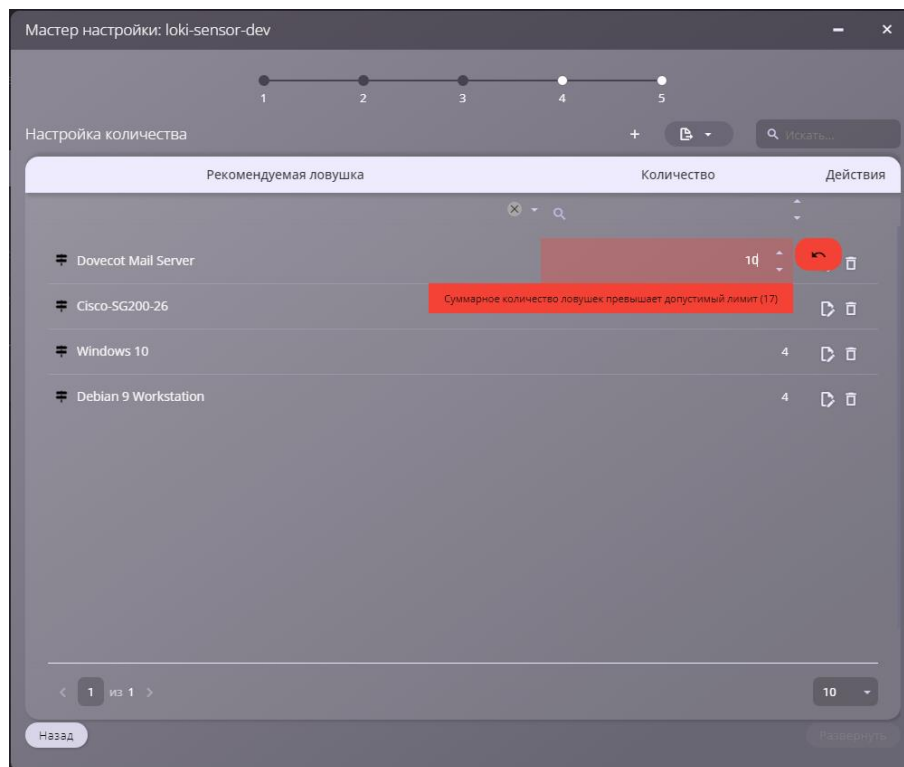 Мастер настройки: loki-sensor-dev
1 2 3 4 5
Настройка количества
Искать...
Рекомендуемая ловушка Количество Действия
Dovecot Mail Server 10
Суммарное количество ловушек превышает допустимый лимит (17)
Cisco-SG200-26
Windows 10 4
Debian 9 Workstation 4
1 из 1 10
Назад Развернуть